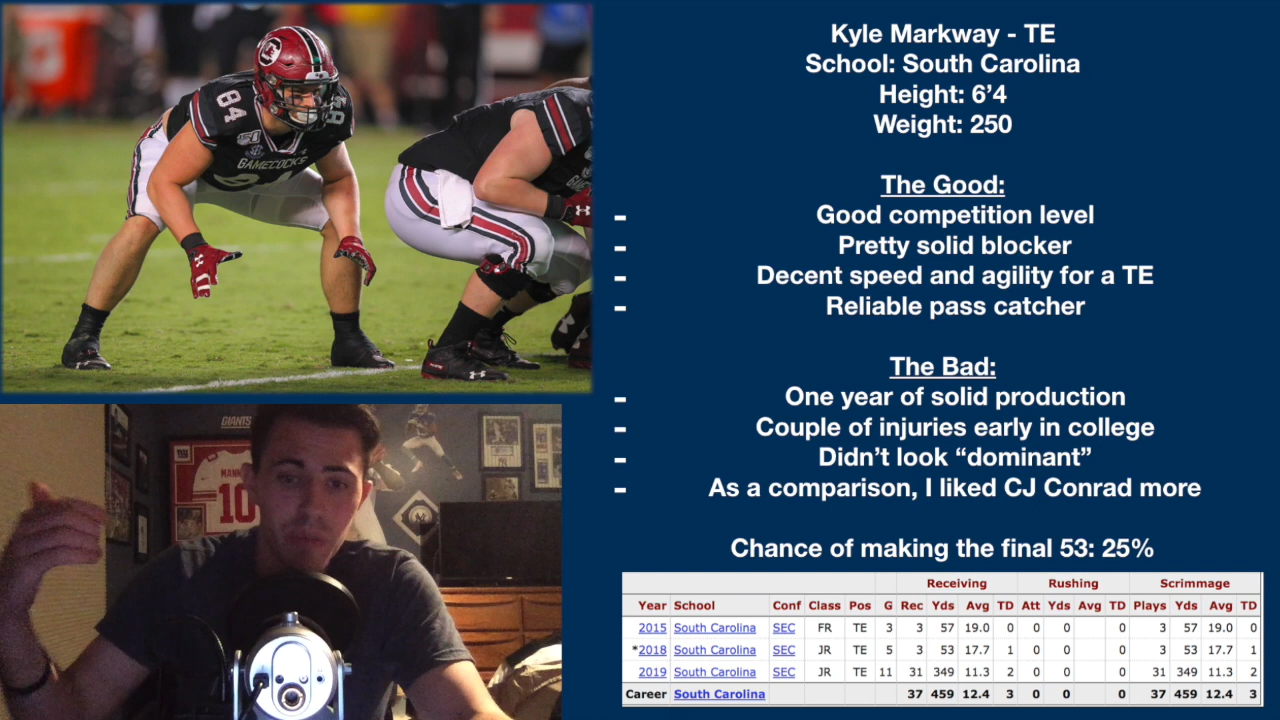 84
84
150
SEC
GAMECOCKS
84
GIANTS
MANN
10
Kyle Markway - TE
School: South Carolina
Height: 6’4
Weight: 250
The Good:
- Good competition level
- Pretty solid blocker
- Decent speed and agility for a TE
- Reliable pass catcher
The Bad:
- One year of solid production
- Couple of injuries early in college
- Didn’t look “dominant”
- As a comparison, I liked CJ Conrad more
Chance of making the final 53: 25%
Receiving Rushing Scrimmage
Year School Conf Class Pos G Rec Yds Avg TD Att Yds Avg TD Plays Yds Avg TD
2015 South Carolina SEC FR TE 3 3 57 19.0 0 0 0 0 3 57 19.0 0
*2018 South Carolina SEC JR TE 5 3 53 17.7 1 0 0 0 3 53 17.7 1
2019 South Carolina SEC JR TE 11 31 349 11.3 2 0 0 0 31 349 11.3 2
Career South Carolina 37 459 12.4 3 0 0 37 459 12.4 3